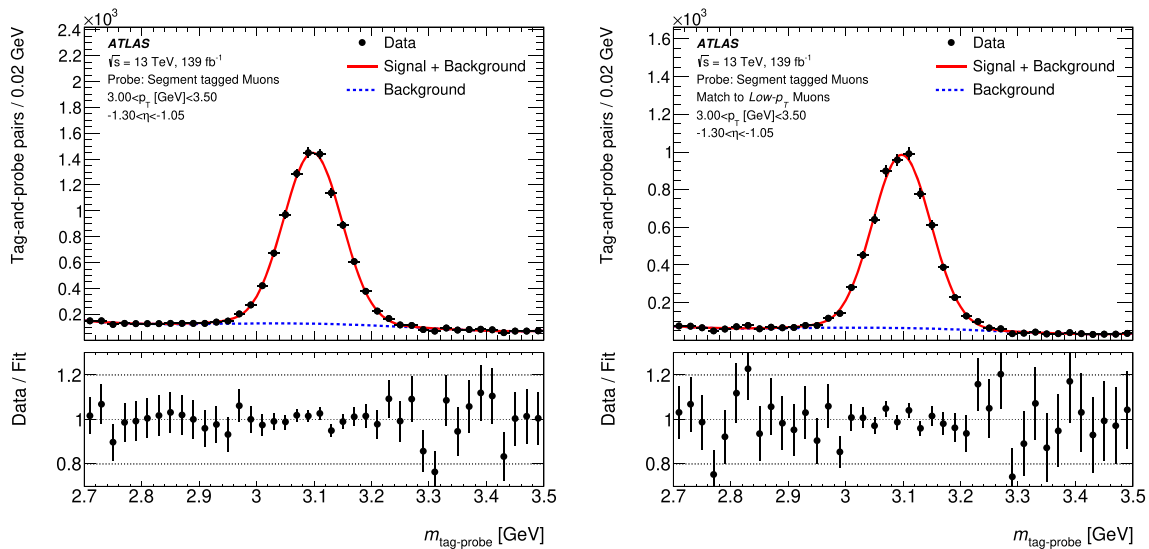 ×10³
2.4
2.2
2
1.8
1.6
1.4
1.2
1
0.8
0.6
0.4
0.2
Tag-and-probe pairs / 0.02 GeV
ATLAS
√s = 13 TeV, 139 fb⁻¹
Probe: Segment tagged Muons
3.00<p_T [GeV]<3.50
-1.30<η<-1.05
Data
Signal + Background
Background
Data / Fit
1.2
1
0.8
2.7 2.8 2.9 3 3.1 3.2 3.3 3.4 3.5
m_tag-probe [GeV]
×10³
1.6
1.4
1.2
1
0.8
0.6
0.4
0.2
Tag-and-probe pairs / 0.02 GeV
ATLAS
√s = 13 TeV, 139 fb⁻¹
Probe: Segment tagged Muons
Match to Low-p_T Muons
3.00<p_T [GeV]<3.50
-1.30<η<-1.05
Data
Signal + Background
Background
Data / Fit
1.2
1
0.8
2.7 2.8 2.9 3 3.1 3.2 3.3 3.4 3.5
m_tag-probe [GeV]